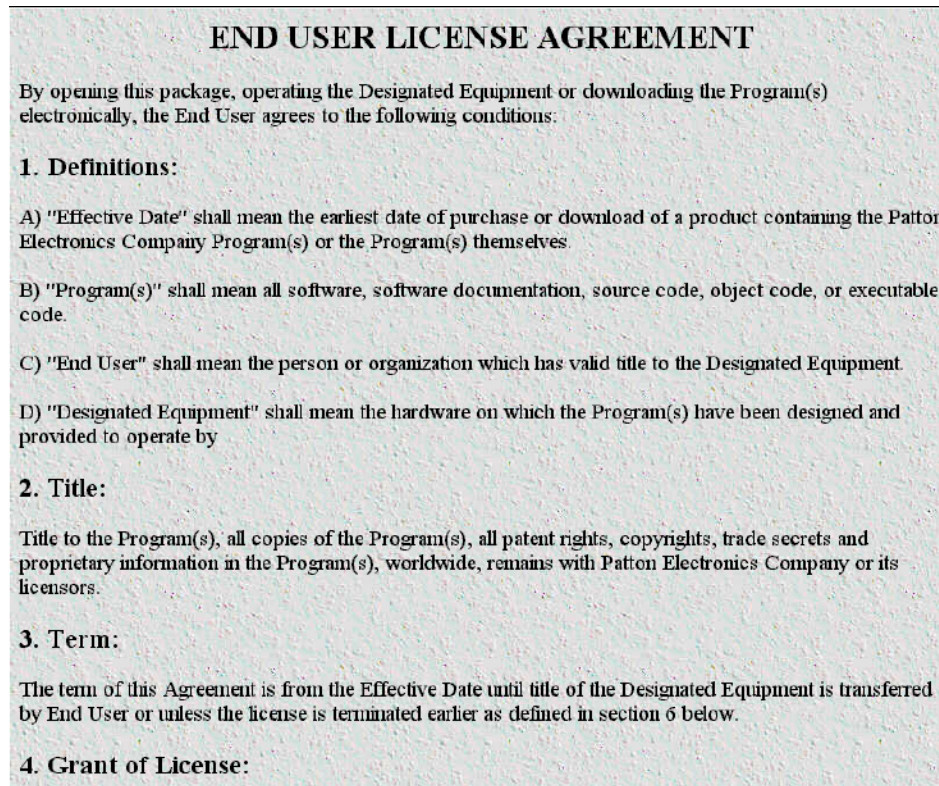 END USER LICENSE AGREEMENT
By opening this package, operating the Designated Equipment or downloading the Program(s)
electronically, the End User agrees to the following conditions:
1. Definitions:
A) "Effective Date" shall mean the earliest date of purchase or download of a product containing the Patton
Electronics Company Program(s) or the Program(s) themselves.
B) "Program(s)" shall mean all software, software documentation, source code, object code, or executable
code.
C) "End User" shall mean the person or organization which has valid title to the Designated Equipment.
D) "Designated Equipment" shall mean the hardware on which the Program(s) have been designed and
provided to operate by
2. Title:
Title to the Program(s), all copies of the Program(s), all patent rights, copyrights, trade secrets and
proprietary information in the Program(s), worldwide, remains with Patton Electronics Company or its
licensors.
3. Term:
The term of this Agreement is from the Effective Date until title of the Designated Equipment is transferred
by End User or unless the license is terminated earlier as defined in section 6 below.
4. Grant of License: